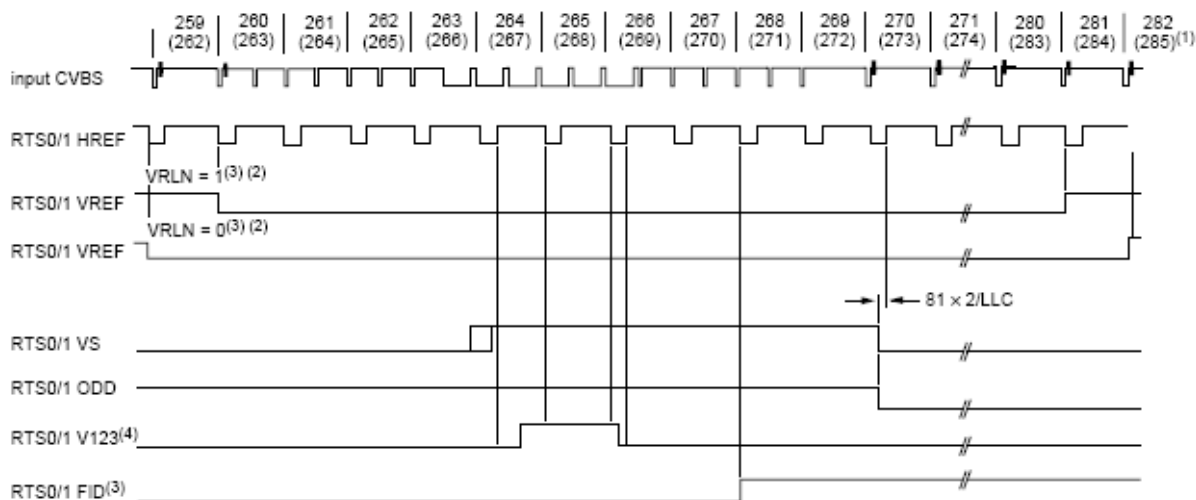 259 260 261 262 263 264 265 266 267 268 269 270 271 280 281 282
(262) (263) (264) (265) (266) (267) (268) (269) (270) (271) (272) (273) (274) (283) (284) (285)(1)
input CVBS
RTS0/1 HREF
VRLN = 1(3) (2)
RTS0/1 VREF
VRLN = 0(3) (2)
RTS0/1 VREF
81 × 2/LLC
RTS0/1 VS
RTS0/1 ODD
RTS0/1 V123(4)
RTS0/1 FID(3)